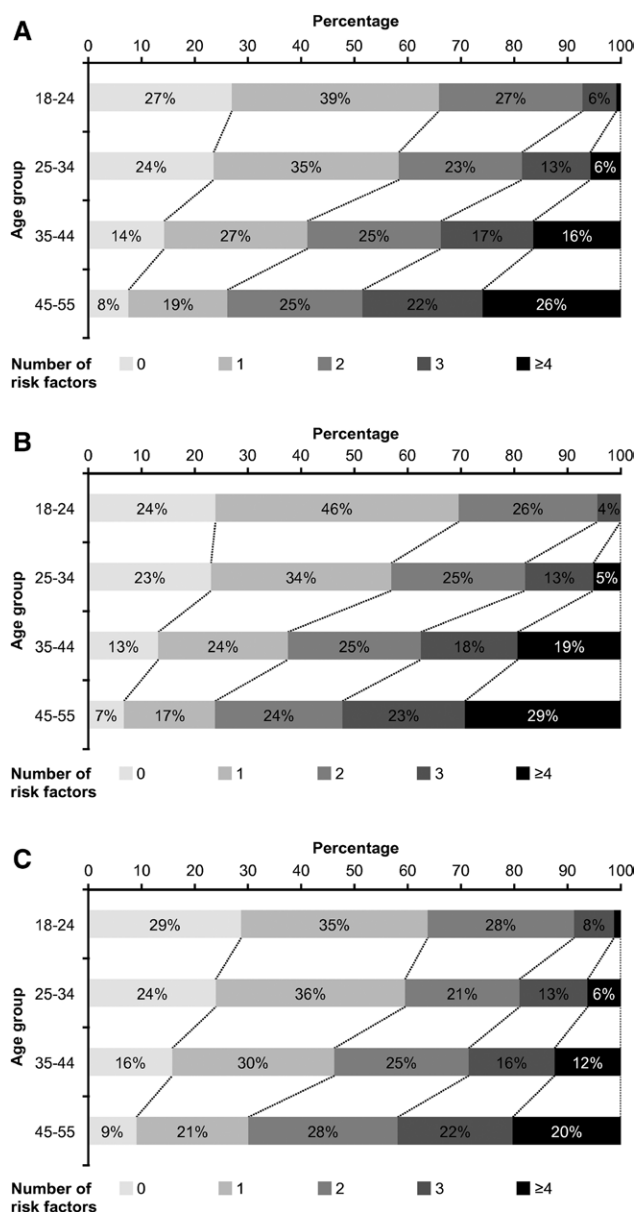 A
Percentage
0 10 20 30 40 50 60 70 80 90 100
Age group
18-24 27% 39% 27% 6%
25-34 24% 35% 23% 13% 6%
35-44 14% 27% 25% 17% 16%
45-55 8% 19% 25% 22% 26%
Number of risk factors 0 1 2 3 ≥4
B
Percentage
0 10 20 30 40 50 60 70 80 90 100
Age group
18-24 24% 46% 26% 4%
25-34 23% 34% 25% 13% 5%
35-44 13% 24% 25% 18% 19%
45-55 7% 17% 24% 23% 29%
Number of risk factors 0 1 2 3 ≥4
C
Percentage
0 10 20 30 40 50 60 70 80 90 100
Age group
18-24 29% 35% 28% 8%
25-34 24% 36% 21% 13% 6%
35-44 16% 30% 25% 16% 12%
45-55 9% 21% 28% 22% 20%
Number of risk factors 0 1 2 3 ≥4